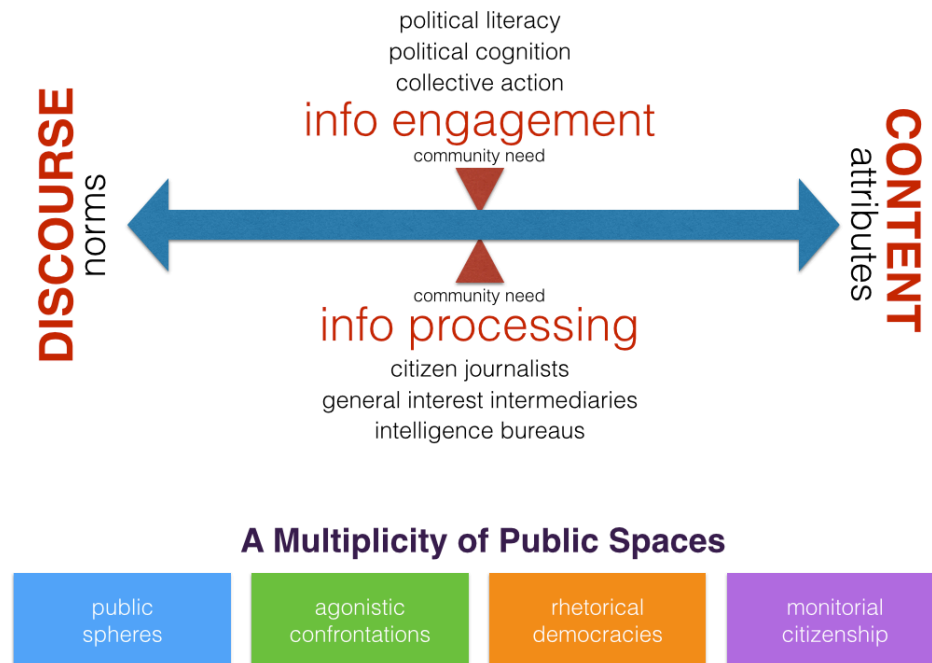 political literacy
political cognition
collective action
info engagement
community need
DISCOURSE
norms
CONTENT
attributes
community need
info processing
citizen journalists
general interest intermediaries
intelligence bureaus
A Multiplicity of Public Spaces
public
spheres
agonistic
confrontations
rhetorical
democracies
monitorial
citizenship